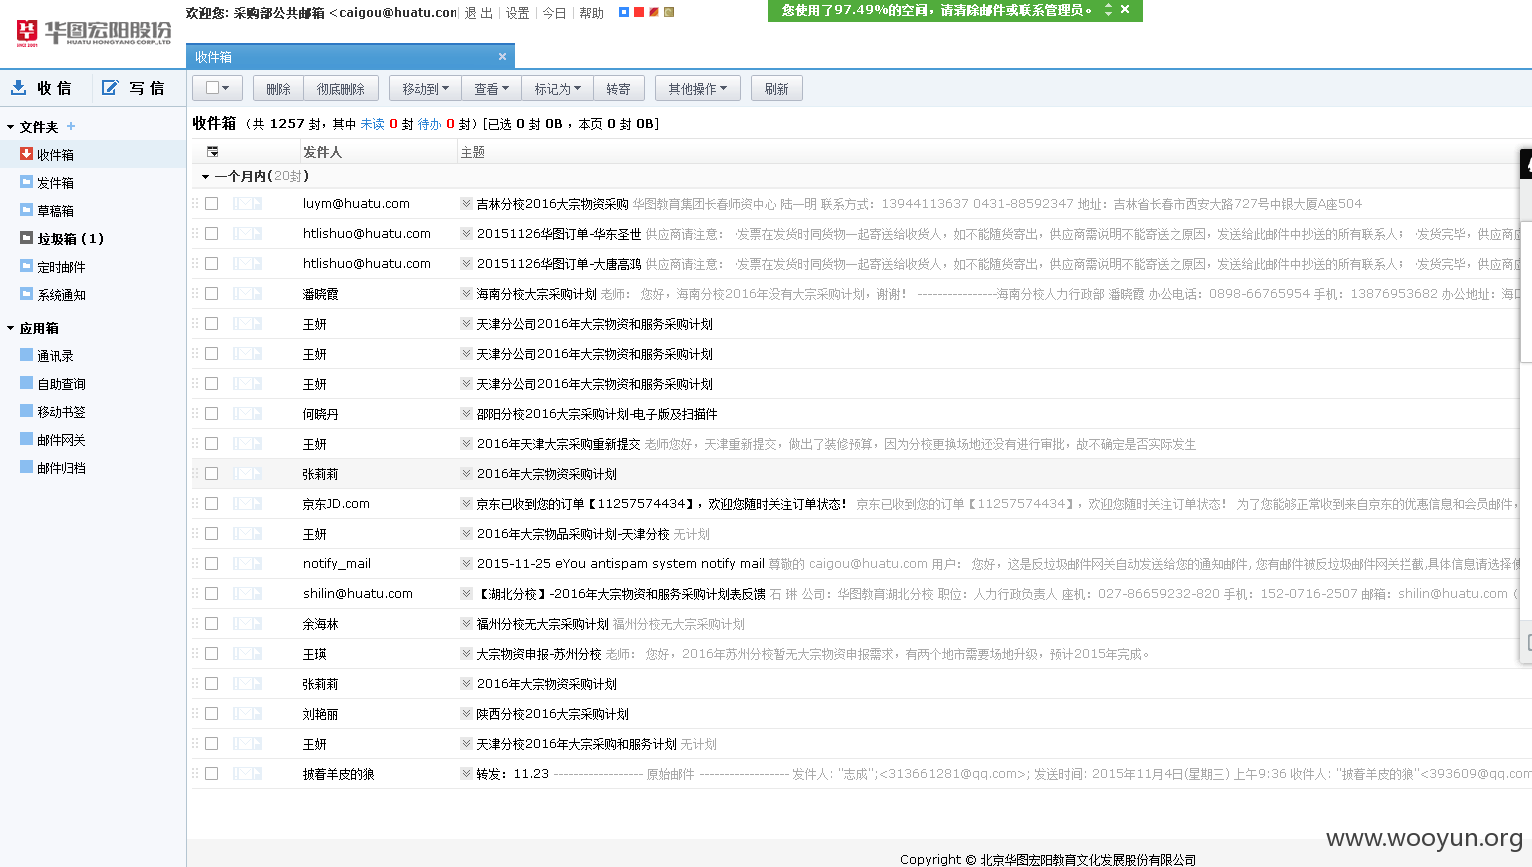 华图宏阳股份
SINCE 2001 HUATU HONGYANG CORP.,LTD
欢迎您: 采购部公共邮箱 <caigou@huatu.con 退 出 设置 今日 帮助
您使用了97.49%的空间，请清除邮件或联系管理员。
收件箱
收 信 写 信
删除 彻底删除 移动到 查看 标记为 转寄 其他操作 刷新
文件夹 +
收件箱
发件箱
草稿箱
垃圾箱 (1)
定时邮件
系统通知
应用箱
通讯录
自助查询
移动书签
邮件网关
邮件归档
收件箱 （共 1257 封，其中 未读 0 封 待办 0 封）[已选 0 封 0B ，本页 0 封 0B]
发件人 主题
一个月内(20封)
luym@huatu.com 吉林分校2016大宗物资采购 华图教育集团长春师资中心 陆一明 联系方式：13944113637 0431-88592347 地址：吉林省长春市西安大路727号中银大厦A座504
htlishuo@huatu.com 20151126华图订单-华东圣世 供应商请注意： ·发票在发货时同货物一起寄送给收货人，如不能随货寄出，供应商需说明不能寄送之原因，发送给此邮件中抄送的所有联系人； ·发货完毕，供应商应
htlishuo@huatu.com 20151126华图订单-大唐高鸿 供应商请注意： ·发票在发货时同货物一起寄送给收货人，如不能随货寄出，供应商需说明不能寄送之原因，发送给此邮件中抄送的所有联系人； ·发货完毕，供应商应
潘晓霞 海南分校大宗采购计划 老师： 您好，海南分校2016年没有大宗采购计划，谢谢！ ----------------海南分校人力行政部 潘晓霞 办公电话：0898-66765954 手机：13876953682 办公地址：海口
王妍 天津分公司2016年大宗物资和服务采购计划
王妍 天津分公司2016年大宗物资和服务采购计划
王妍 天津分公司2016年大宗物资和服务采购计划
何晓丹 邵阳分校2016大宗采购计划-电子版及扫描件
王妍 2016年天津大宗采购重新提交 老师您好，天津重新提交，做出了装修预算，因为分校更换场地还没有进行审批，故不确定是否实际发生
张莉莉 2016年大宗物资采购计划
京东JD.com 京东已收到您的订单【11257574434】，欢迎您随时关注订单状态！ 京东已收到您的订单【11257574434】，欢迎您随时关注订单状态！ 为了您能够正常收到来自京东的优惠信息和会员邮件，
王妍 2016年大宗物品采购计划-天津分校 无计划
notify_mail 2015-11-25 eYou antispam system notify mail 尊敬的 caigou@huatu.com 用户： 您好，这是反垃圾邮件网关自动发送给您的通知邮件, 您有邮件被反垃圾邮件网关拦截,具体信息请选择使
shilin@huatu.com 【湖北分校】-2016年大宗物资和服务采购计划表反馈 石 琳 公司：华图教育湖北分校 职位：人力行政负责人 座机：027-86659232-820 手机：152-0716-2507 邮箱：shilin@huatu.com（
余海林 福州分校无大宗采购计划 福州分校无大宗采购计划
王瑛 大宗物资申报-苏州分校 老师： 您好，2016年苏州分校暂无大宗物资申报需求，有两个地市需要场地升级，预计2015年完成。
张莉莉 2016年大宗物资采购计划
刘艳丽 陕西分校2016大宗采购计划
王妍 天津分校2016年大宗采购和服务计划 无计划
披着羊皮的狼 转发：11.23 ------------------ 原始邮件 ------------------ 发件人: "志成";<313661281@qq.com>; 发送时间: 2015年11月4日(星期三) 上午9:36 收件人: "披着羊皮的狼"<393609@qq.com
www.wooyun.org
Copyright © 北京华图宏阳教育文化发展股份有限公司